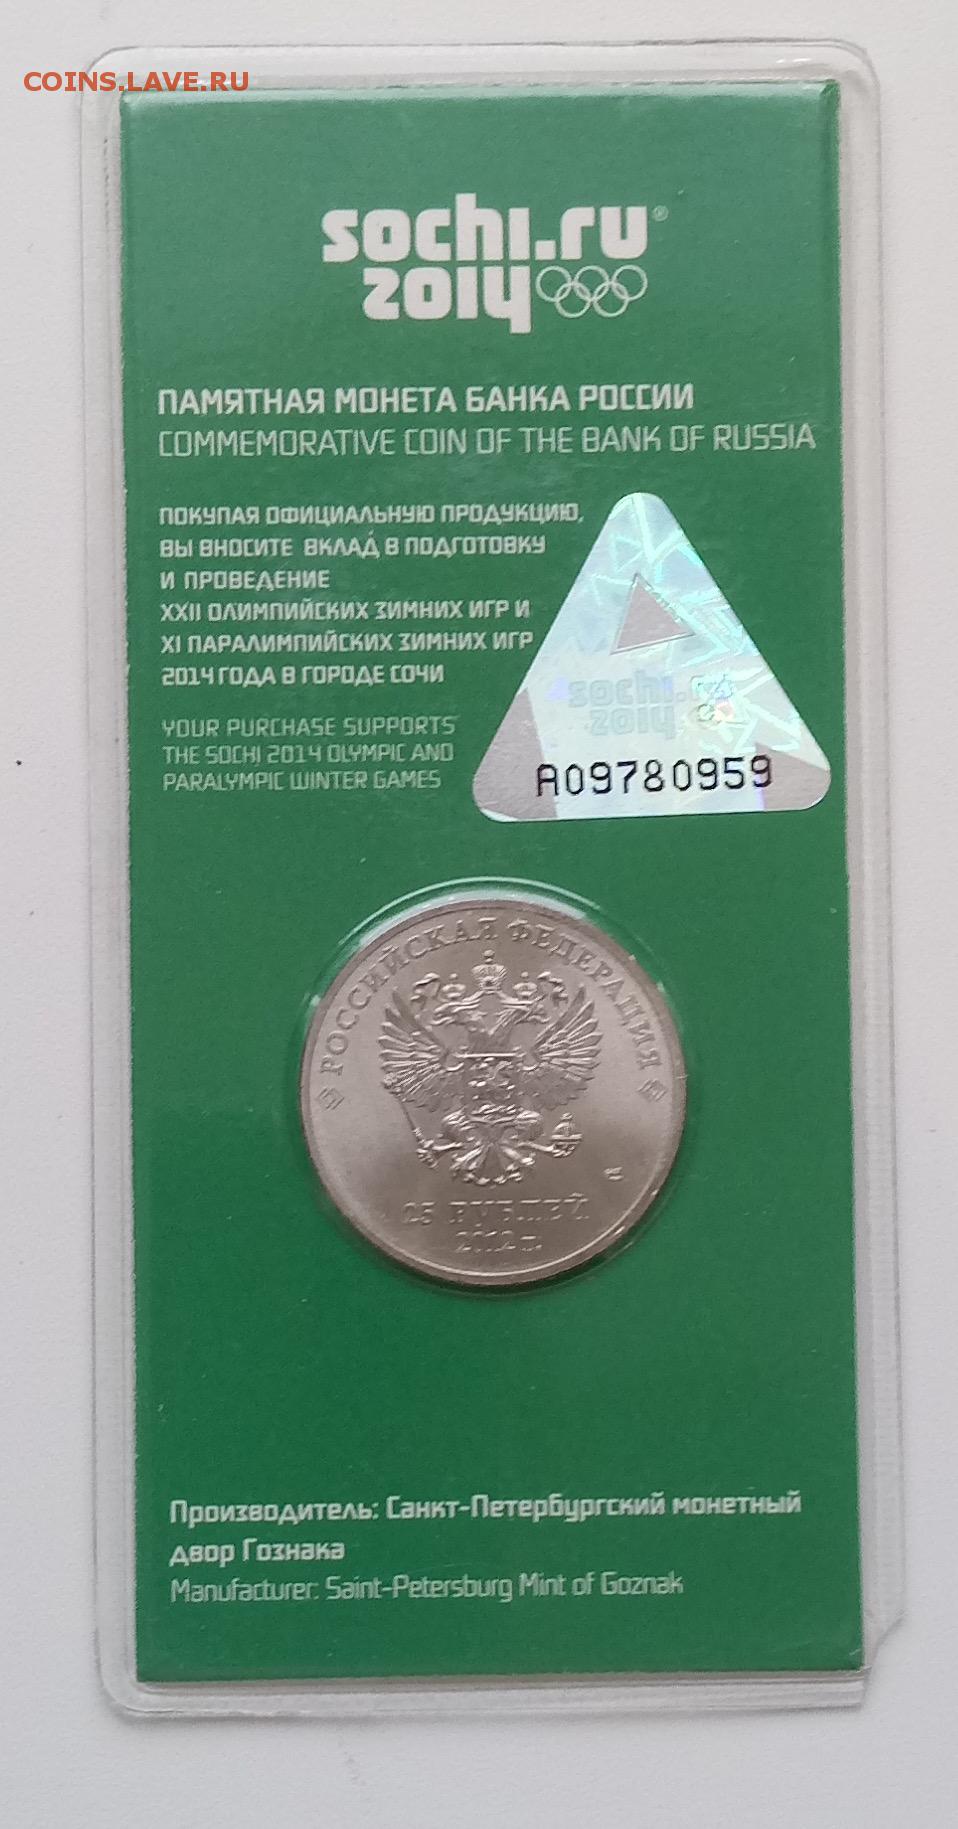 COINS.LAVE.RU
sochi.ru®
2014
ПАМЯТНАЯ МОНЕТА БАНКА РОССИИ
COMMEMORATIVE COIN OF THE BANK OF RUSSIA
ПОКУПАЯ ОФИЦИАЛЬНУЮ ПРОДУКЦИЮ,
ВЫ ВНОСИТЕ ВКЛАД В ПОДГОТОВКУ
И ПРОВЕДЕНИЕ
XXII ОЛИМПИЙСКИХ ЗИМНИХ ИГР И
XI ПАРАЛИМПИЙСКИХ ЗИМНИХ ИГР
2014 ГОДА В ГОРОДЕ СОЧИ
YOUR PURCHASE SUPPORTS
THE SOCHI 2014 OLYMPIC AND
PARALYMPIC WINTER GAMES
sochi.ru
2014
A09780959
РОССИЙСКАЯ ФЕДЕРАЦИЯ
25 РУБЛЕЙ
2012 г.
Производитель: Санкт-Петербургский монетный
двор Гознака
Manufacturer: Saint-Petersburg Mint of Goznak